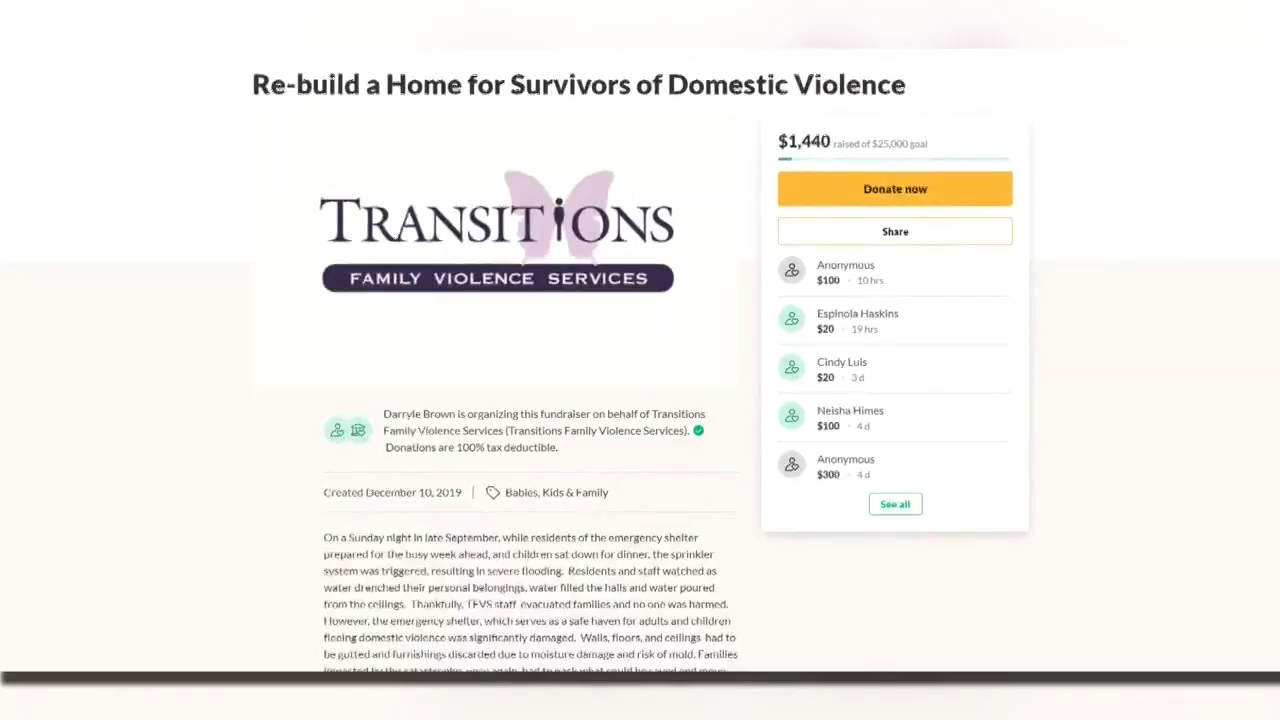 Re-build a Home for Survivors of Domestic Violence
TRANSITIONS
FAMILY VIOLENCE SERVICES
Darryle Brown is organizing this fundraiser on behalf of Transitions
Family Violence Services (Transitions Family Violence Services).
Donations are 100% tax deductible.
Created December 10, 2019 | Babies, Kids & Family
On a Sunday night in late September, while residents of the emergency shelter
prepared for the busy week ahead, and children sat down for dinner, the sprinkler
system was triggered, resulting in severe flooding. Residents and staff watched as
water drenched their personal belongings, water filled the halls and water poured
from the ceilings. Thankfully, TFVS staff evacuated families and no one was harmed.
However, the emergency shelter, which serves as a safe haven for adults and children
fleeing domestic violence was significantly damaged. Walls, floors, and ceilings had to
be gutted and furnishings discarded due to moisture damage and risk of mold. Families
$1,440 raised of $25,000 goal
Donate now
Share
Anonymous
$100 · 10 hrs
Espinola Haskins
$20 · 19 hrs
Cindy Luis
$20 · 3 d
Neisha Himes
$100 · 4 d
Anonymous
$300 · 4 d
See all